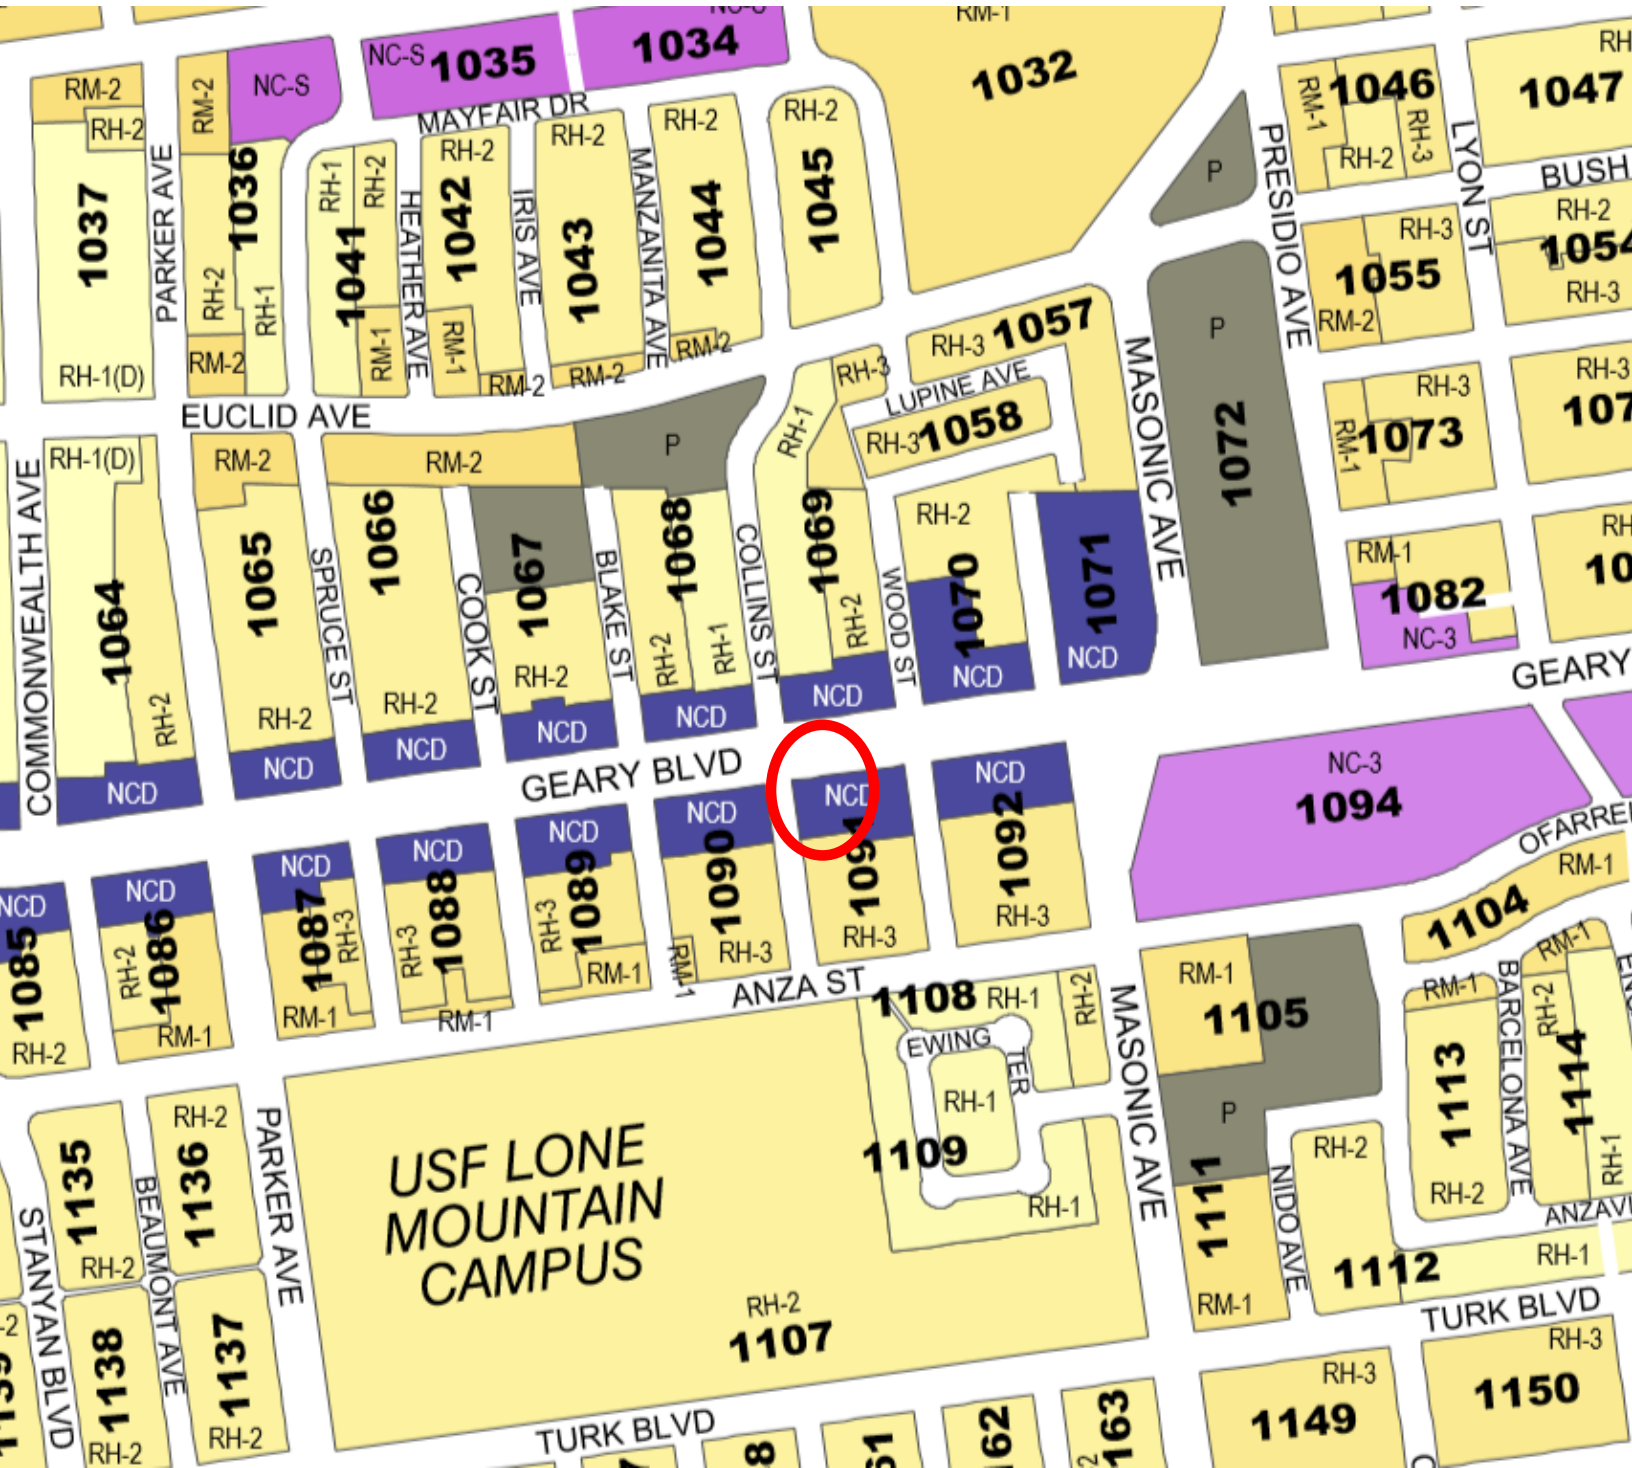 NC-S
RM-1
RH
RM-2
RH-2
RM-2
NC-S
NC-S 1035
1034
1032
RM-1
1046
RH-3
RH-2
1047
MAYFAIR DR
1037
RH-1(D)
PARKER AVE
1036
RH-2
RH-1
RM-2
RH-1
RH-2
1041
RM-1
HEATHER AVE
RH-2
1042
RM-1
RM-2
IRIS AVE
RH-2
1043
RM-2
MANZANITA AVE
RH-2
1044
RM-2
RH-2
1045
P
PRESIDIO AVE
LYON ST
BUSH
RH-3
1055
RM-2
RH-2
1054
RH-3
EUCLID AVE
RH-3
RH-3 1057
LUPINE AVE
RH-3 1058
MASONIC AVE
P
1072
RH-3
RM-1
1073
RH-3
107
COMMONWEALTH AVE
RH-1(D)
1064
RH-2
NCD
RM-2
1065
RH-2
NCD
SPRUCE ST
RM-2
1066
RH-2
NCD
COOK ST
1067
RH-2
NCD
BLAKE ST
P
1068
RH-2
RH-1
NCD
COLLINS ST
RH-1
1069
RH-2
NCD
WOOD ST
RH-2
1070
NCD
1071
NCD
RM-1
1082
NC-3
RH
10
GEARY
GEARY BLVD
NCD
1085
RH-2
NCD
RH-2
1086
RM-1
NCD
1087
RH-3
RM-1
NCD
RH-3
1088
RM-1
NCD
RH-3
1089
RM-1
NCD
1090
RM-1
RH-3
NCD
1091
RH-3
NCD
1092
RH-3
NC-3
1094
OFARREL
RM-1
1104
ANZA ST
1108
RH-1
RH-2
EWING
TER
RH-1
1109
RH-1
MASONIC AVE
RM-1
1105
P
1111
RM-1
RM-1
1113
RH-2
BARCELONA AVE
RM-1
RH-2
1114
RH-1
ANZAVI
RH-2
NIDO AVE
1112
RH-1
TURK BLVD
1135
RH-2
STANYAN BLVD
RH-2
1136
BEAUMONT AVE
PARKER AVE
1138
RH-2
1137
RH-2
USF LONE
MOUNTAIN
CAMPUS
RH-2
1107
TURK BLVD
162
163
RH-3
1149
RH-3
1150